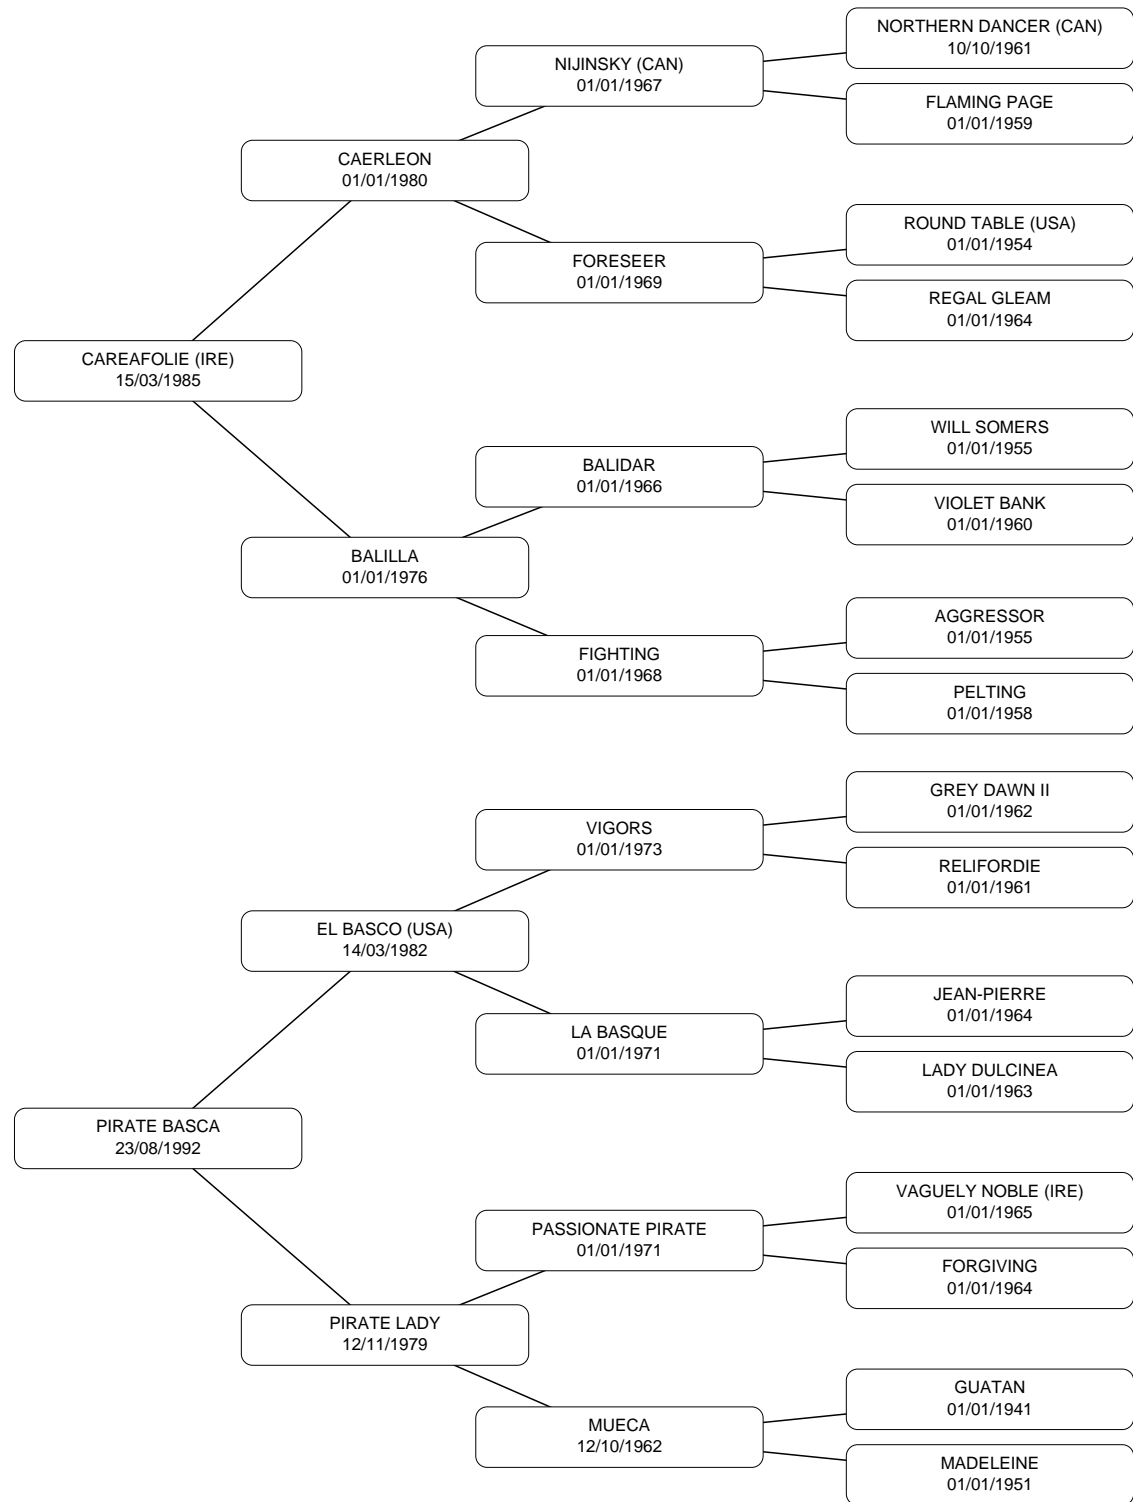 NORTHERN DANCER (CAN)
10/10/1961
NIJINSKY (CAN)
01/01/1967
FLAMING PAGE
01/01/1959
CAERLEON
01/01/1980
ROUND TABLE (USA)
01/01/1954
FORESEER
01/01/1969
REGAL GLEAM
01/01/1964
CAREAFOLIE (IRE)
15/03/1985
WILL SOMERS
01/01/1955
BALIDAR
01/01/1966
VIOLET BANK
01/01/1960
BALILLA
01/01/1976
AGGRESSOR
01/01/1955
FIGHTING
01/01/1968
PELTING
01/01/1958
GREY DAWN II
01/01/1962
VIGORS
01/01/1973
RELIFORDIE
01/01/1961
EL BASCO (USA)
14/03/1982
JEAN-PIERRE
01/01/1964
LA BASQUE
01/01/1971
LADY DULCINEA
01/01/1963
PIRATE BASCA
23/08/1992
VAGUELY NOBLE (IRE)
01/01/1965
PASSIONATE PIRATE
01/01/1971
FORGIVING
01/01/1964
PIRATE LADY
12/11/1979
GUATAN
01/01/1941
MUECA
12/10/1962
MADELEINE
01/01/1951